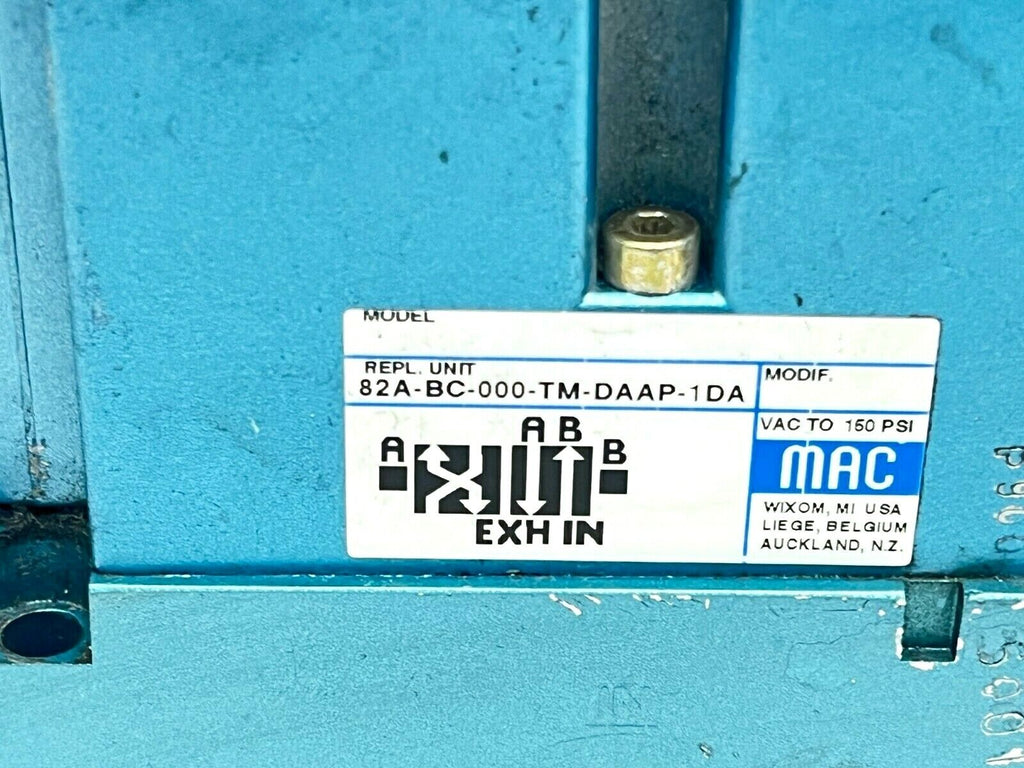 MODEL
REPL. UNIT
82A-BC-000-TM-DAAP-1DA
MODIF.
VAC TO 150 PSI
MAC
WIXOM, MI USA
LIEGE, BELGIUM
AUCKLAND, N.Z.
A B
A B
EXH IN